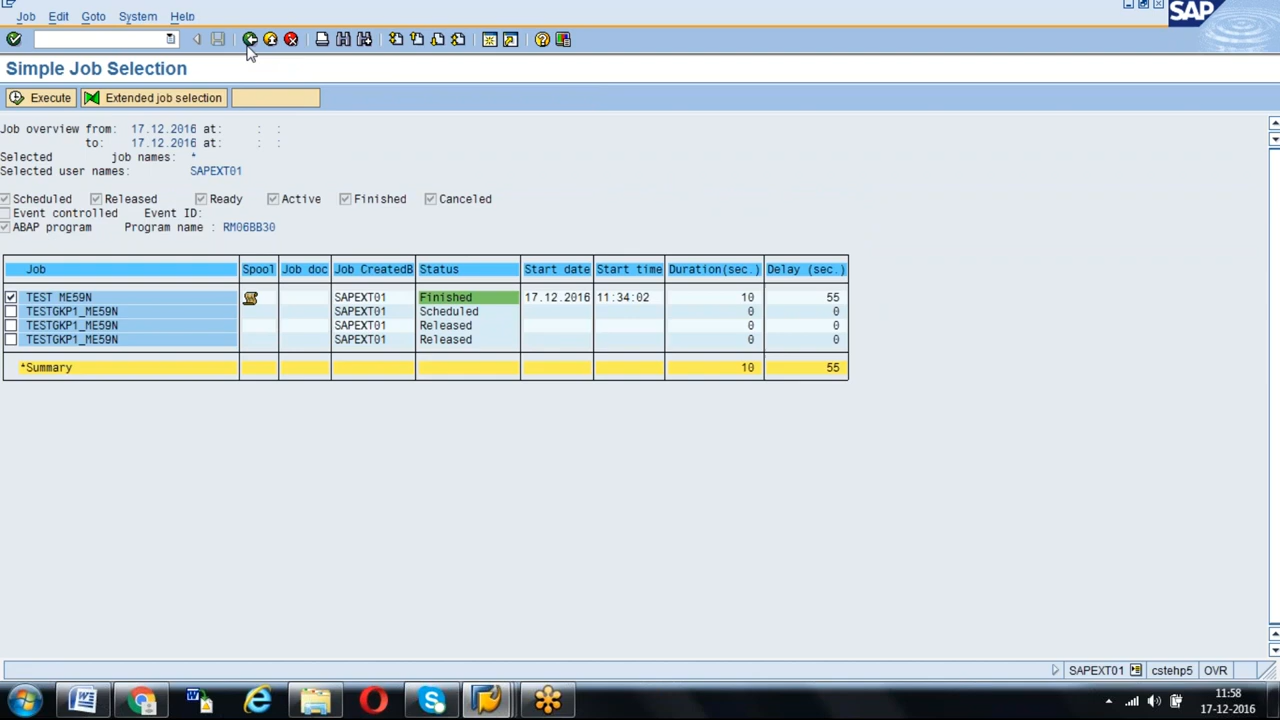 Job Edit Goto System Help
SAP
Simple Job Selection
Execute Extended job selection
Job overview from: 17.12.2016 at: : :
to: 17.12.2016 at: : :
Selected job names: *
Selected user names: SAPEXT01
Scheduled Released Ready Active Finished Canceled
Event controlled Event ID:
ABAP program Program name : RM06BB30
Job Spool Job doc Job CreatedB Status Start date Start time Duration(sec.) Delay (sec.)
TEST ME59N SAPEXT01 Finished 17.12.2016 11:34:02 10 55
TESTGKP1_ME59N SAPEXT01 Scheduled 0 0
TESTGKP1_ME59N SAPEXT01 Released 0 0
TESTGKP1_ME59N SAPEXT01 Released 0 0
*Summary 10 55
SAPEXT01 cstehp5 OVR
11:58
17-12-2016